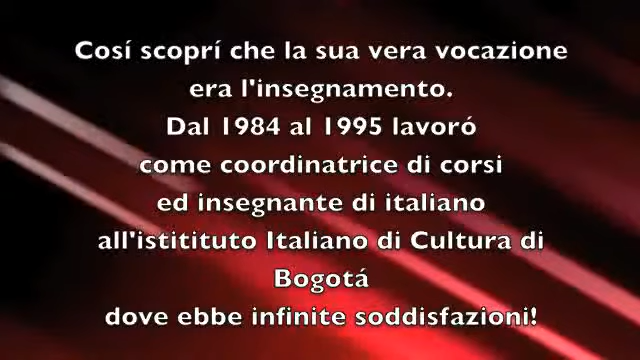 Cosí scoprí che la sua vera vocazione
era l'insegnamento.
Dal 1984 al 1995 lavoró
come coordinatrice di corsi
ed insegnante di italiano
all'istitituto Italiano di Cultura di
Bogotá
dove ebbe infinite soddisfazioni!